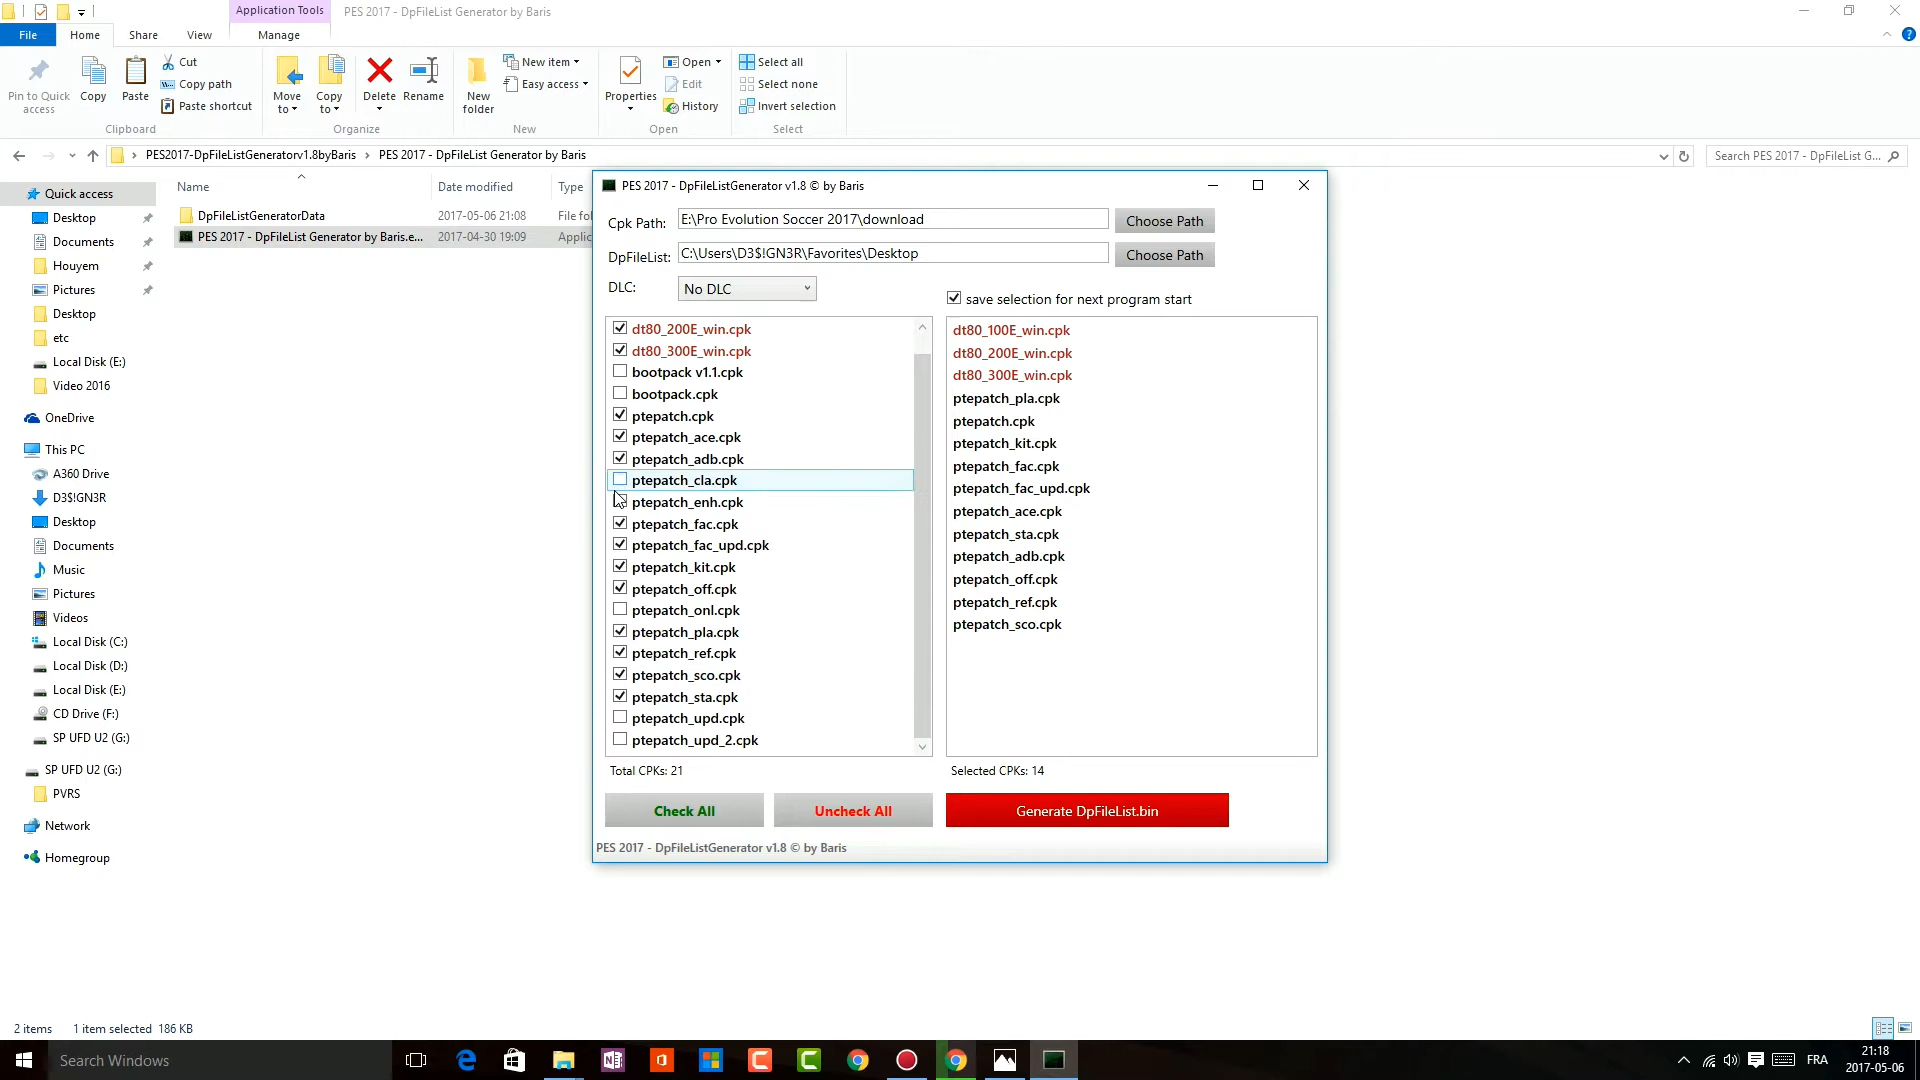 Application Tools
PES 2017 - DpFileList Generator by Baris
File
Home
Share
View
Manage
Pin to Quick access
Copy
Paste
Cut
Copy path
Paste shortcut
Clipboard
Move to
Copy to
Delete
Rename
Organize
New folder
New item
Easy access
New
Properties
Open
Edit
History
Open
Select all
Select none
Invert selection
Select
PES2017-DpFileListGeneratorv1.8byBaris
PES 2017 - DpFileList Generator by Baris
Search PES 2017 - DpFileList G...
Quick access
Desktop
Documents
Houyem
Pictures
Desktop
etc
Local Disk (E:)
Video 2016
OneDrive
This PC
A360 Drive
D3$!GN3R
Desktop
Documents
Music
Pictures
Videos
Local Disk (C:)
Local Disk (D:)
Local Disk (E:)
CD Drive (F:)
SP UFD U2 (G:)
SP UFD U2 (G:)
PVRS
Network
Homegroup
Name
Date modified
Type
DpFileListGeneratorData
2017-05-06 21:08
File fo
PES 2017 - DpFileList Generator by Baris.e...
2017-04-30 19:09
Applic
PES 2017 - DpFileListGenerator v1.8 © by Baris
Cpk Path:
E:\Pro Evolution Soccer 2017\download
Choose Path
DpFileList:
C:\Users\D3$!GN3R\Favorites\Desktop
Choose Path
DLC:
No DLC
save selection for next program start
dt80_200E_win.cpk
dt80_300E_win.cpk
bootpack v1.1.cpk
bootpack.cpk
ptepatch.cpk
ptepatch_ace.cpk
ptepatch_adb.cpk
ptepatch_cla.cpk
ptepatch_enh.cpk
ptepatch_fac.cpk
ptepatch_fac_upd.cpk
ptepatch_kit.cpk
ptepatch_off.cpk
ptepatch_onl.cpk
ptepatch_pla.cpk
ptepatch_ref.cpk
ptepatch_sco.cpk
ptepatch_sta.cpk
ptepatch_upd.cpk
ptepatch_upd_2.cpk
dt80_100E_win.cpk
dt80_200E_win.cpk
dt80_300E_win.cpk
ptepatch_pla.cpk
ptepatch.cpk
ptepatch_kit.cpk
ptepatch_fac.cpk
ptepatch_fac_upd.cpk
ptepatch_ace.cpk
ptepatch_sta.cpk
ptepatch_adb.cpk
ptepatch_off.cpk
ptepatch_ref.cpk
ptepatch_sco.cpk
Total CPKs: 21
Selected CPKs: 14
Check All
Uncheck All
Generate DpFileList.bin
PES 2017 - DpFileListGenerator v1.8 © by Baris
2 items
1 item selected 186 KB
Search Windows
FRA
21:18
2017-05-06